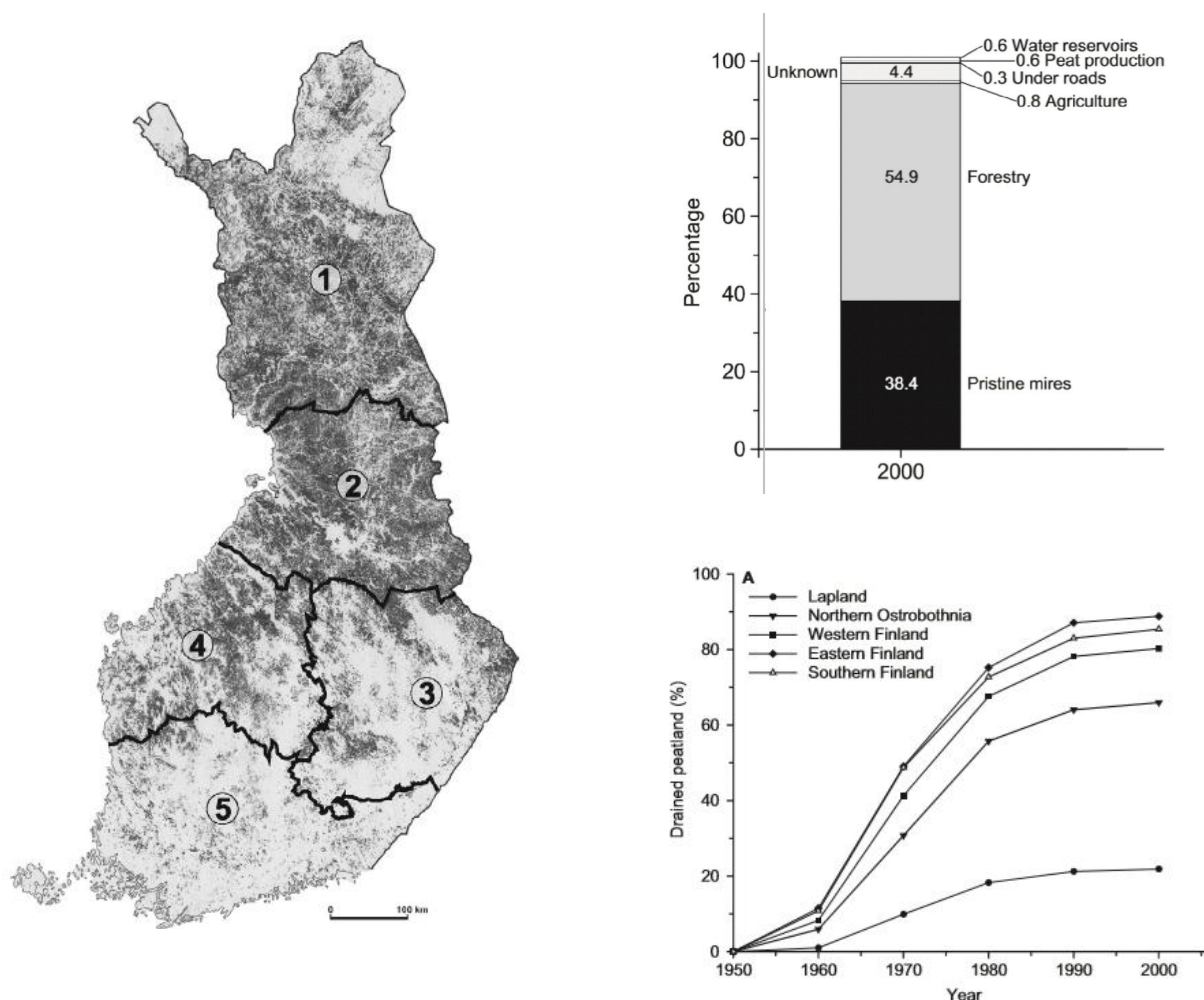 1
2
3
4
5
0 100 km
Percentage
100
80
60
40
20
0
Unknown
0.6 Water reservoirs
0.6 Peat production
4.4
0.3 Under roads
0.8 Agriculture
54.9
Forestry
38.4
Pristine mires
2000
A
Lapland
Northern Ostrobothnia
Western Finland
Eastern Finland
Southern Finland
Drained peatland (%)
100
80
60
40
20
0
1950 1960 1970 1980 1990 2000
Year